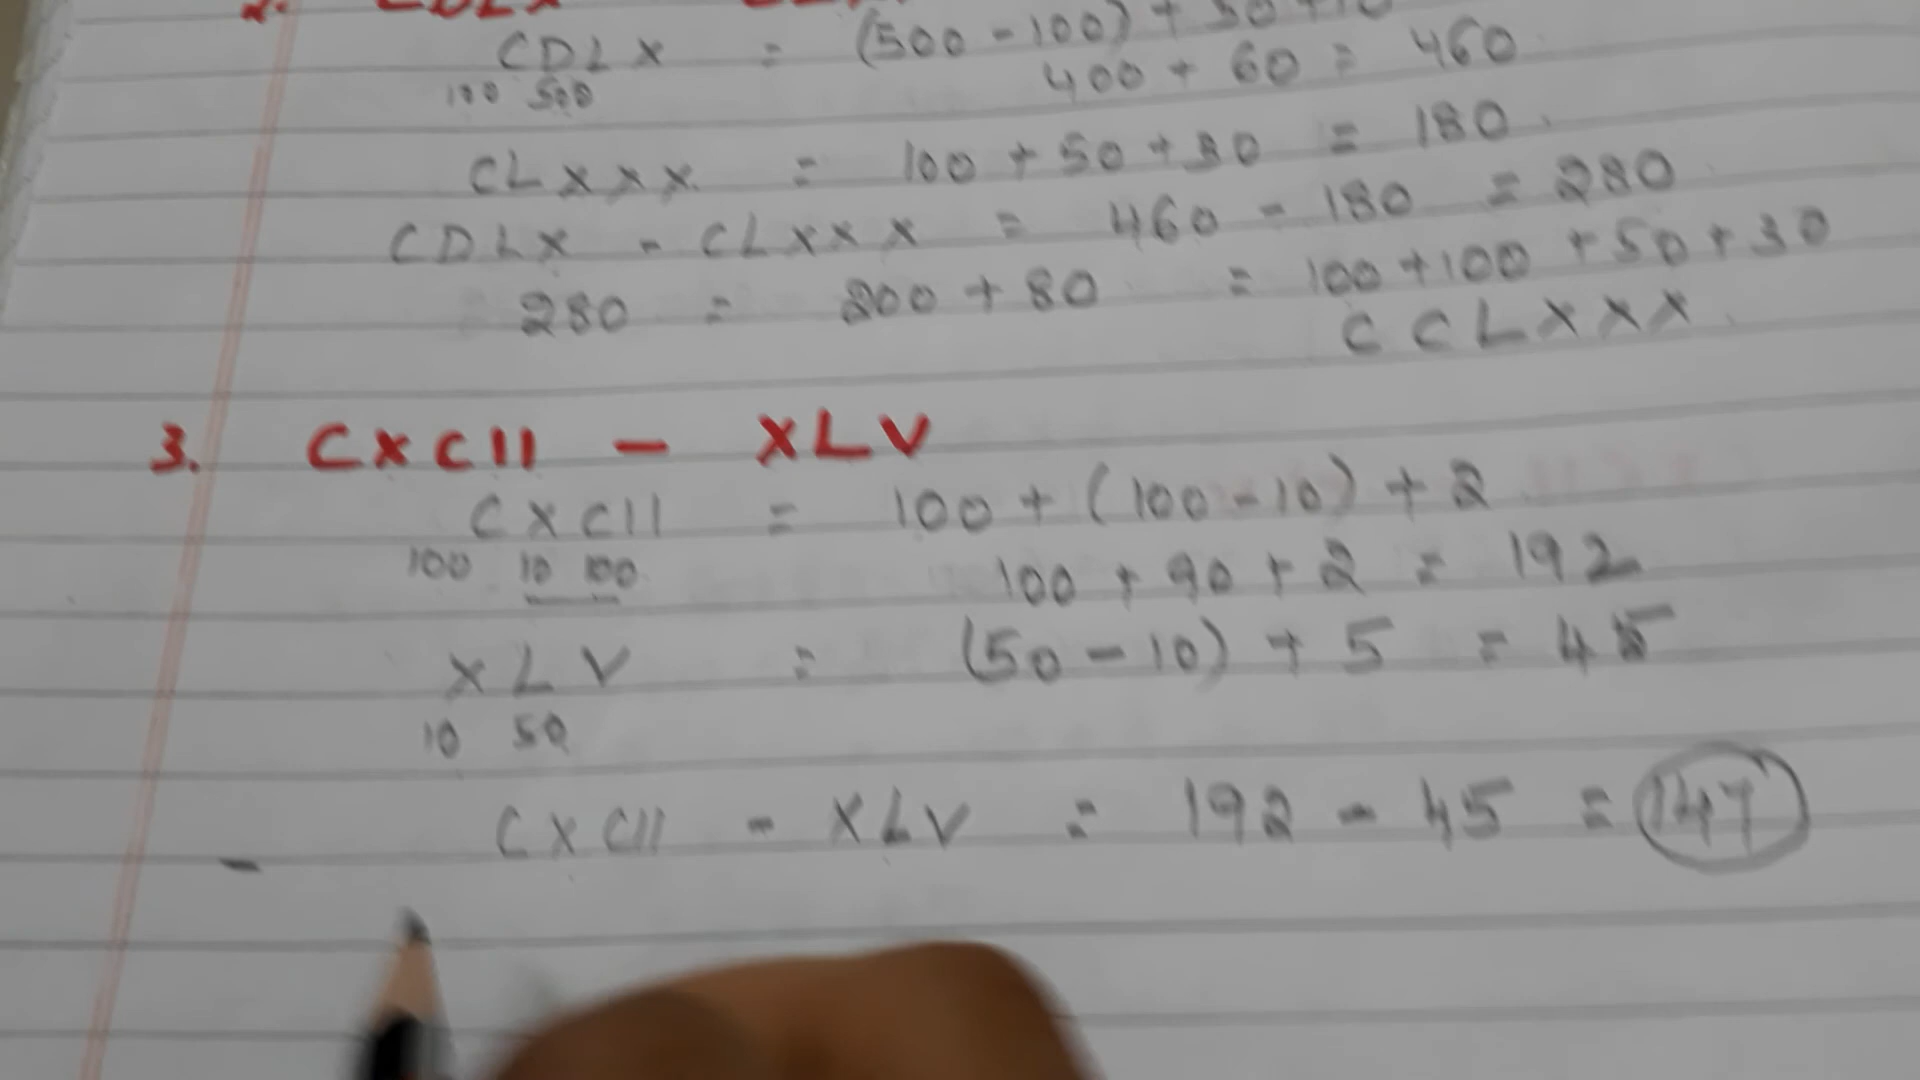 2. CDLX
CDLX = (500 - 100) + 50 + 10
100 500 400 + 60 = 460
CLXXX = 100 + 50 + 30 = 180
CDLX - CLXXX = 460 - 180 = 280
280 = 200 + 80 = 100 + 100 + 50 + 30
CCLXXX
3. CXCII - XLV
CXCII = 100 + (100 - 10) + 2
100 10 100 100 + 90 + 2 = 192
XLV = (50 - 10) + 5 = 45
10 50
CXCII - XLV = 192 - 45 = 147